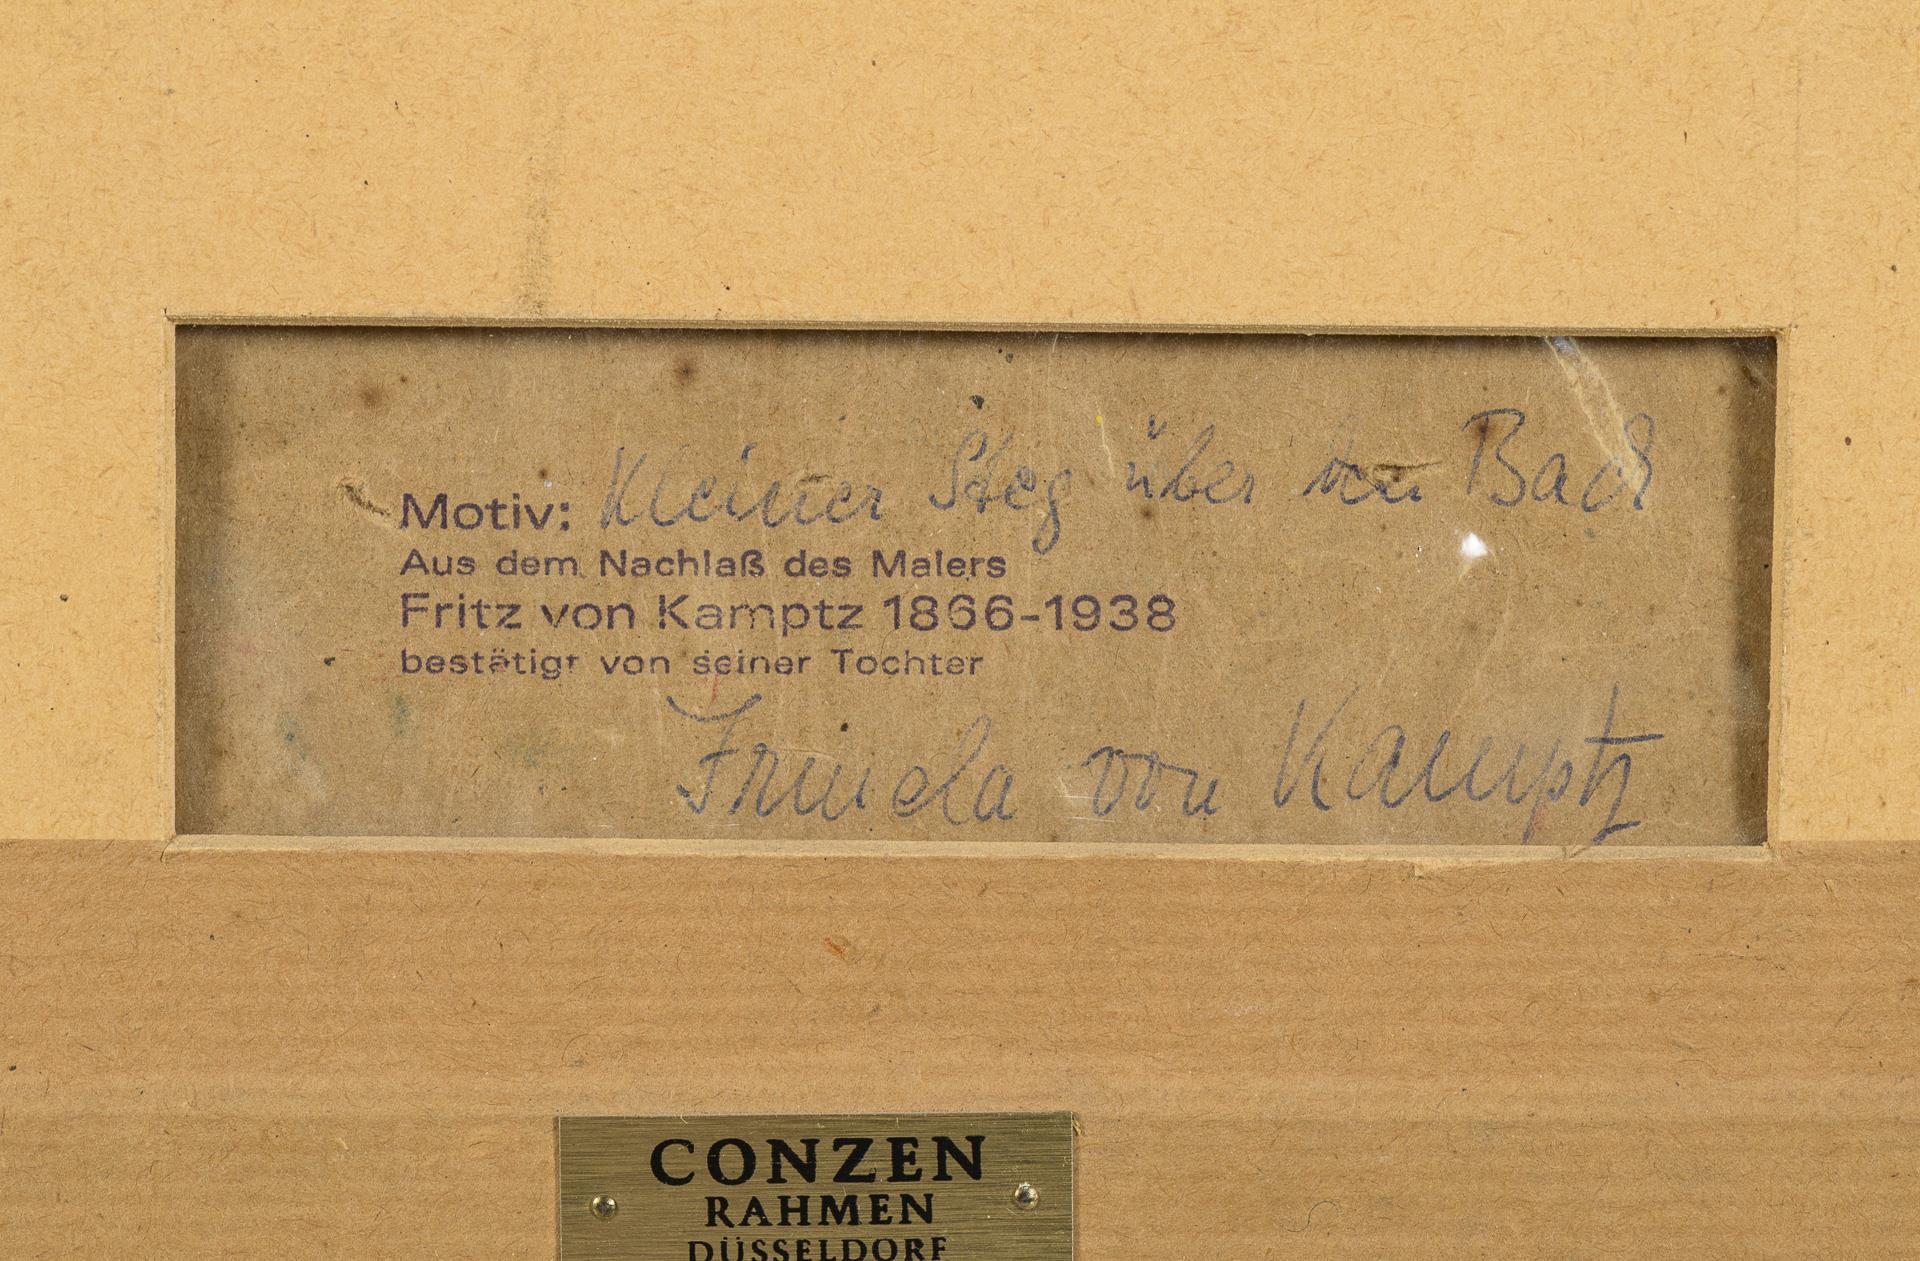 Motiv: Kleiner Steg über den Bach
Aus dem Nachlaß des Malers
Fritz von Kamptz 1866-1938
bestätigt von seiner Tochter
von Kamptz
CONZEN
RAHMEN
DÜSSELDORF